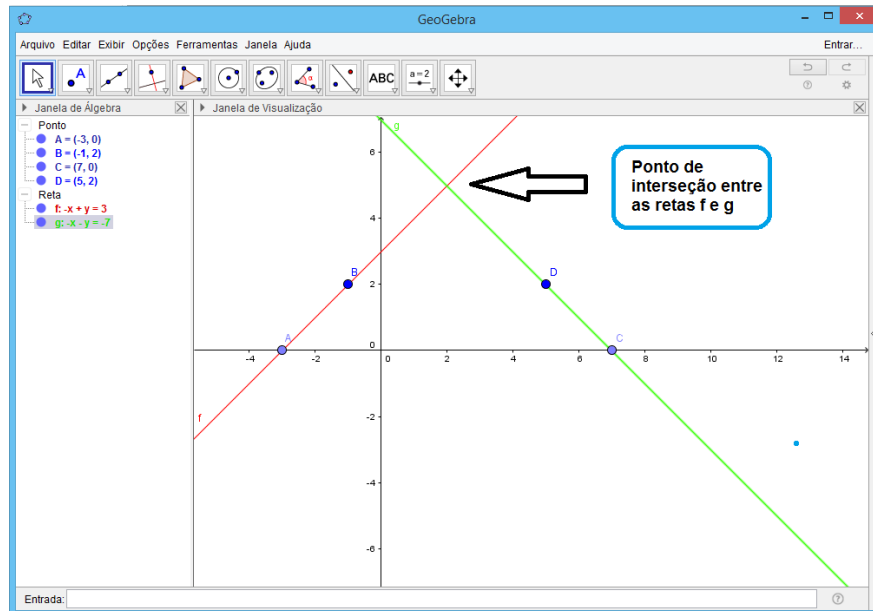 GeoGebra
Arquivo Editar Exibir Opções Ferramentas Janela Ajuda
Entrar...
A
α
ABC
a = 2
Janela de Álgebra
Janela de Visualização
Ponto
A = (-3, 0)
B = (-1, 2)
C = (7, 0)
D = (5, 2)
Reta
f: -x + y = 3
g: -x - y = -7
g
6
Ponto de
interseção entre
as retas f e g
4
B
D
2
A
0
C
-4 -2 0 2 4 6 8 10 12 14
f
-2
-4
-6
Entrada: